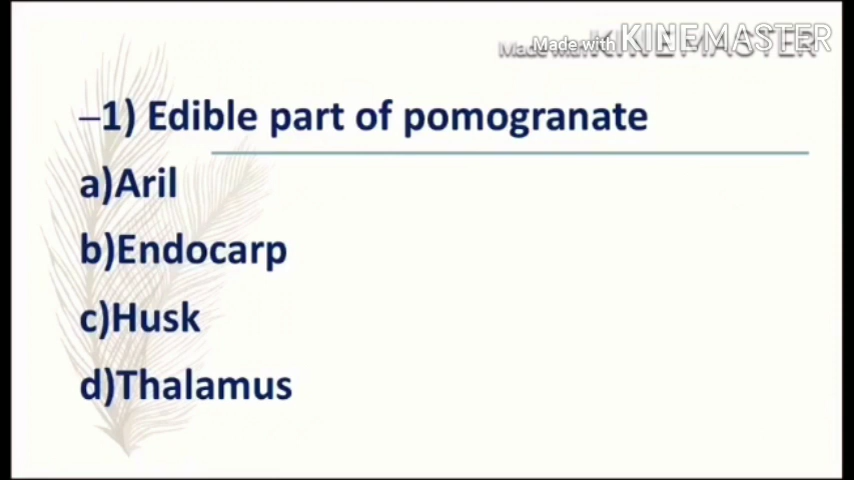 Made with KINEMASTER
–1) Edible part of pomogranate
a)Aril
b)Endocarp
c)Husk
d)Thalamus